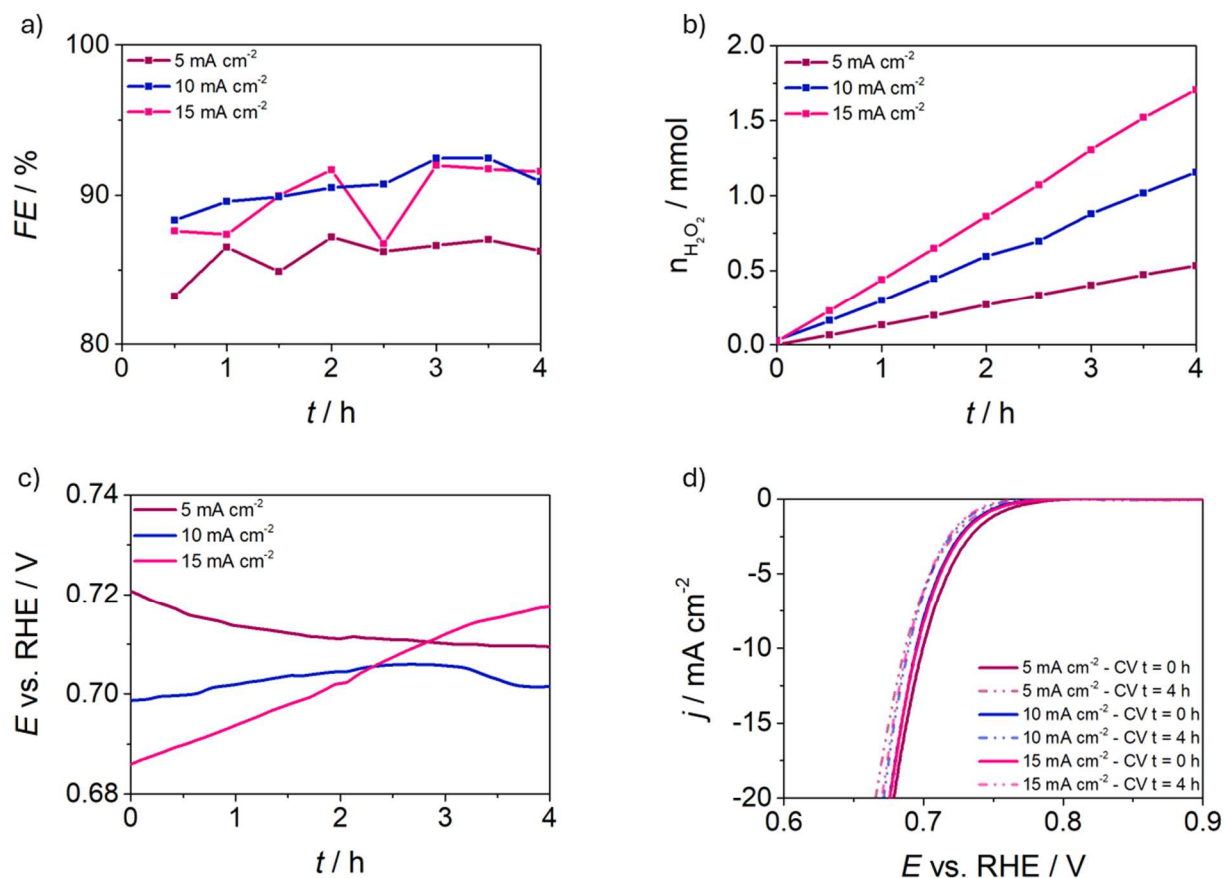 a)
100
5 mA cm⁻²
10 mA cm⁻²
15 mA cm⁻²
90
80
FE / %
0 1 2 3 4
t / h
b)
2.0
5 mA cm⁻²
10 mA cm⁻²
15 mA cm⁻²
1.5
1.0
0.5
0.0
n H₂O₂ / mmol
0 1 2 3 4
t / h
c)
0.74
5 mA cm⁻²
10 mA cm⁻²
15 mA cm⁻²
0.72
0.70
0.68
E vs. RHE / V
0 1 2 3 4
t / h
d)
0
-5
-10
-15
-20
j / mA cm⁻²
5 mA cm⁻² - CV t = 0 h
5 mA cm⁻² - CV t = 4 h
10 mA cm⁻² - CV t = 0 h
10 mA cm⁻² - CV t = 4 h
15 mA cm⁻² - CV t = 0 h
15 mA cm⁻² - CV t = 4 h
0.6 0.7 0.8 0.9
E vs. RHE / V